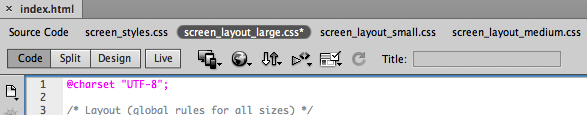 index.html
Source Code screen_styles.css screen_layout_large.css* screen_layout_small.css screen_layout_medium.css
Code Split Design Live Title:
1 @charset "UTF-8";
2
3 /* Layout (global rules for all sizes) */